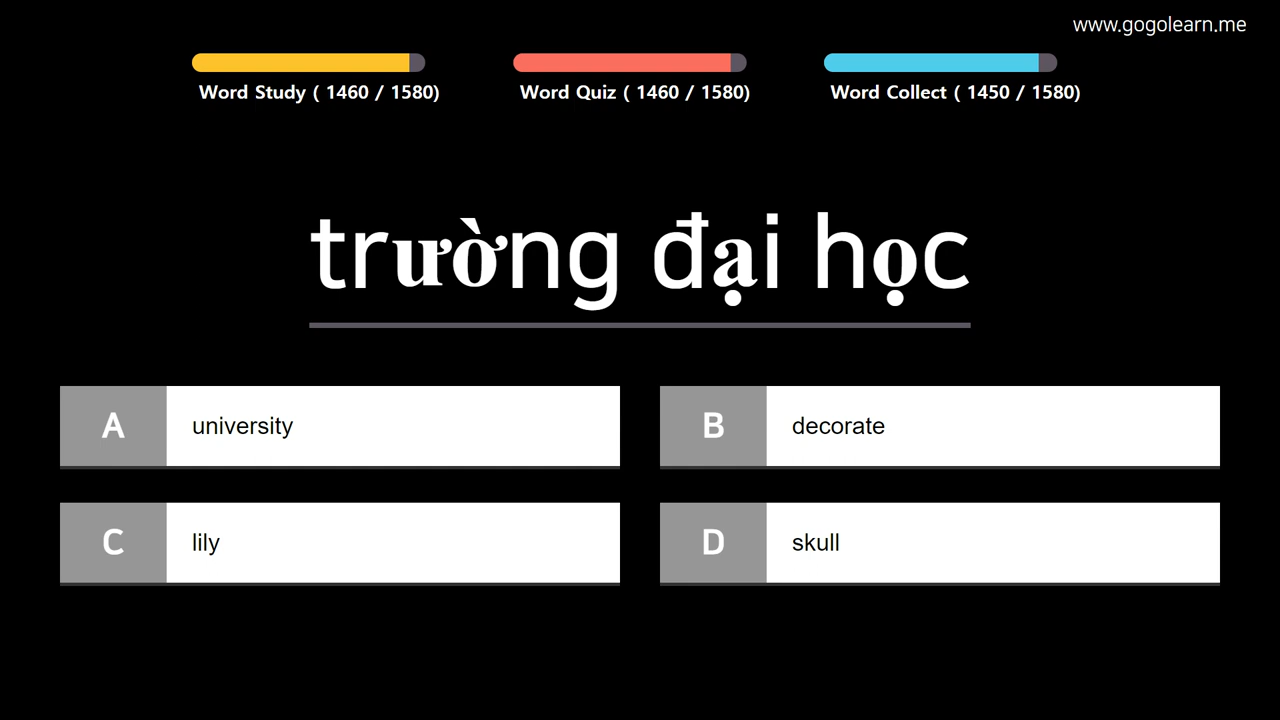 www.gogolearn.me
Word Study ( 1460 / 1580)
Word Quiz ( 1460 / 1580)
Word Collect ( 1450 / 1580)
trường đại học
A university
B decorate
C lily
D skull